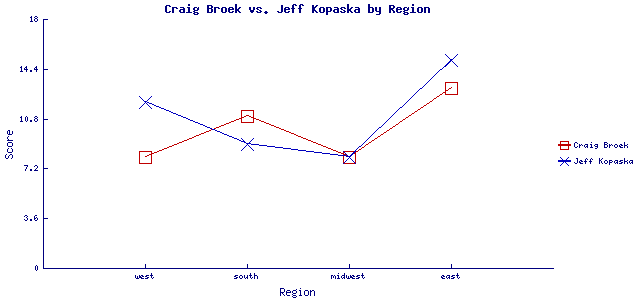 Craig Broek vs. Jeff Kopaska by Region
18
14.4
10.8
7.2
3.6
0
Score
west south midwest east
Region
Craig Broek
Jeff Kopaska